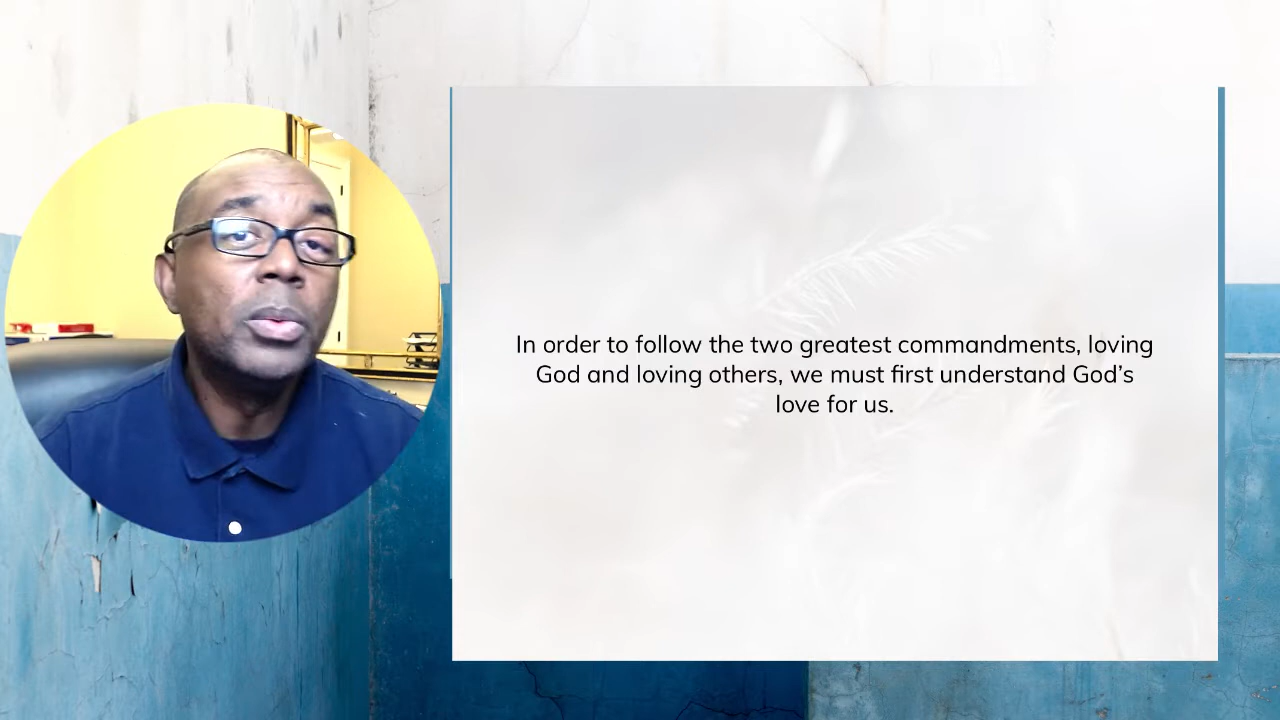 In order to follow the two greatest commandments, loving
God and loving others, we must first understand God’s
love for us.